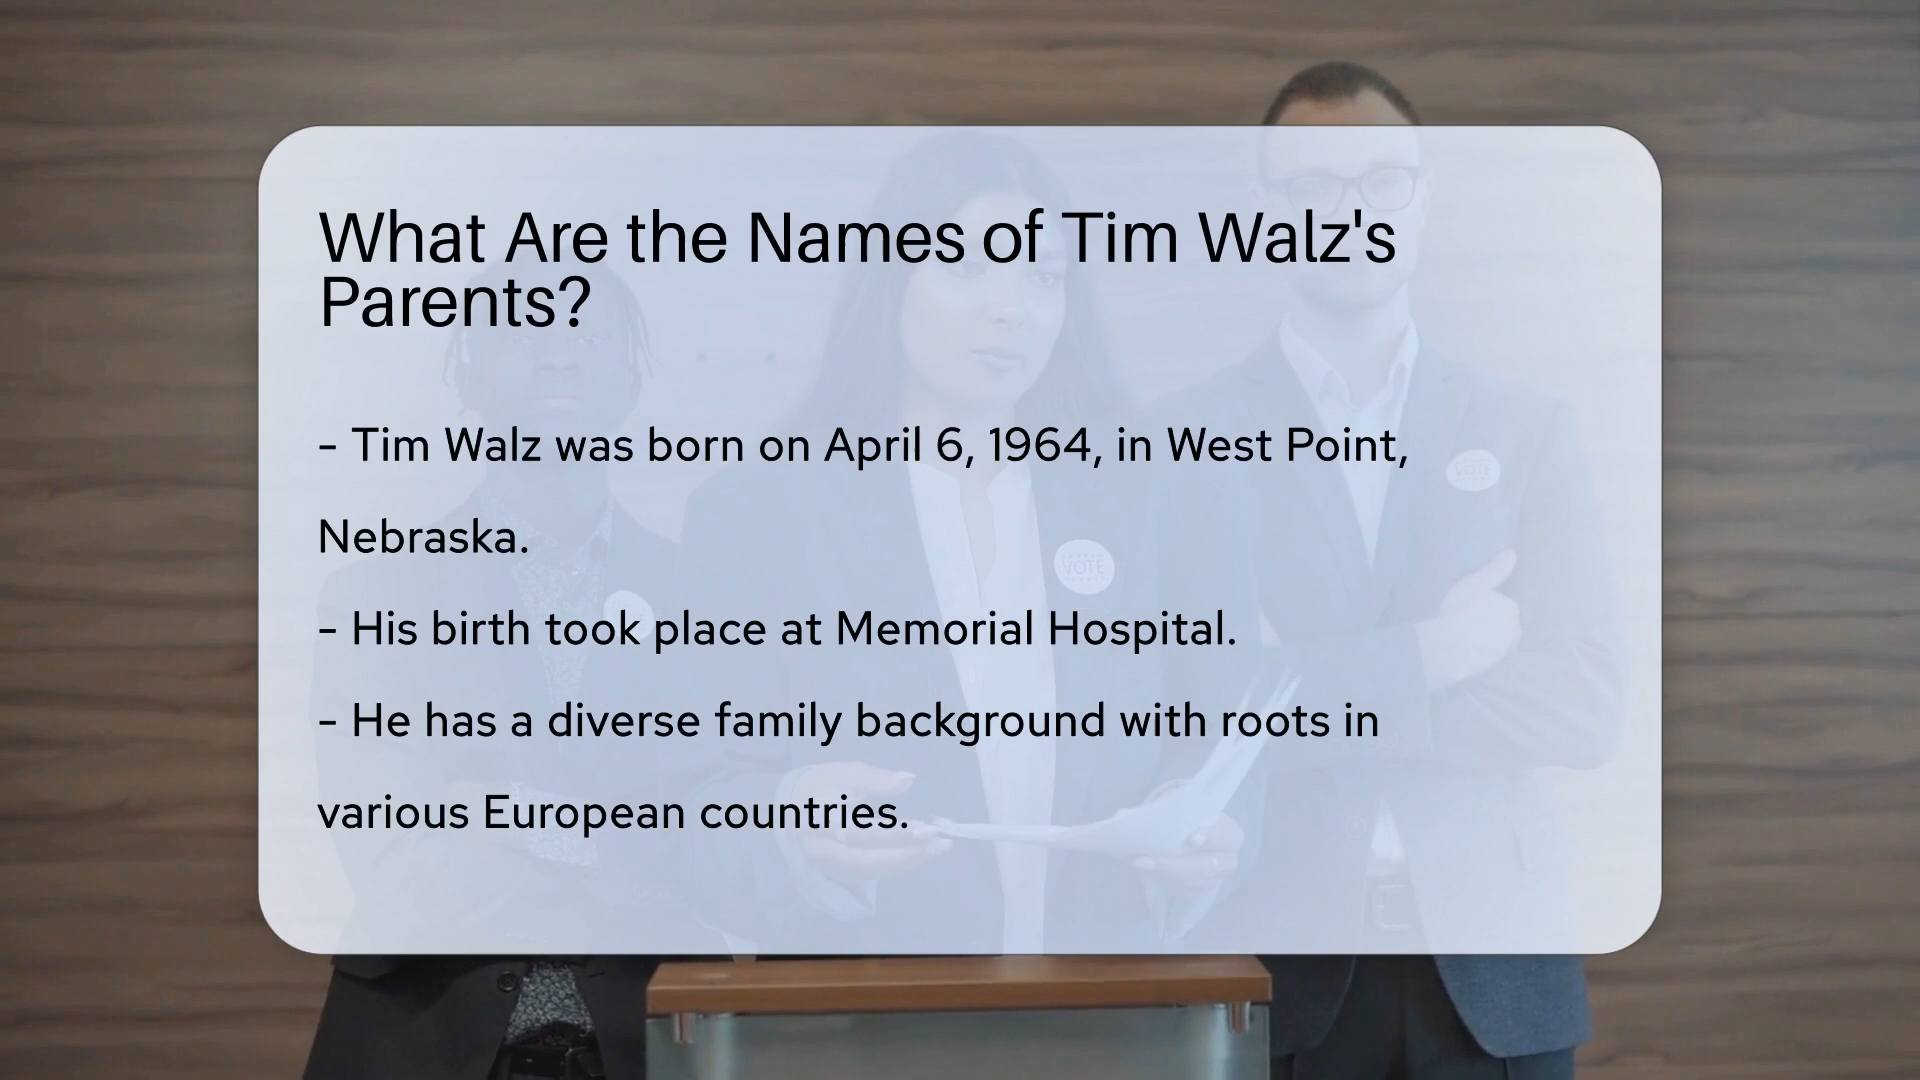 What Are the Names of Tim Walz's
Parents?
- Tim Walz was born on April 6, 1964, in West Point,
Nebraska.
- His birth took place at Memorial Hospital.
- He has a diverse family background with roots in
various European countries.
VOTE
VOTE